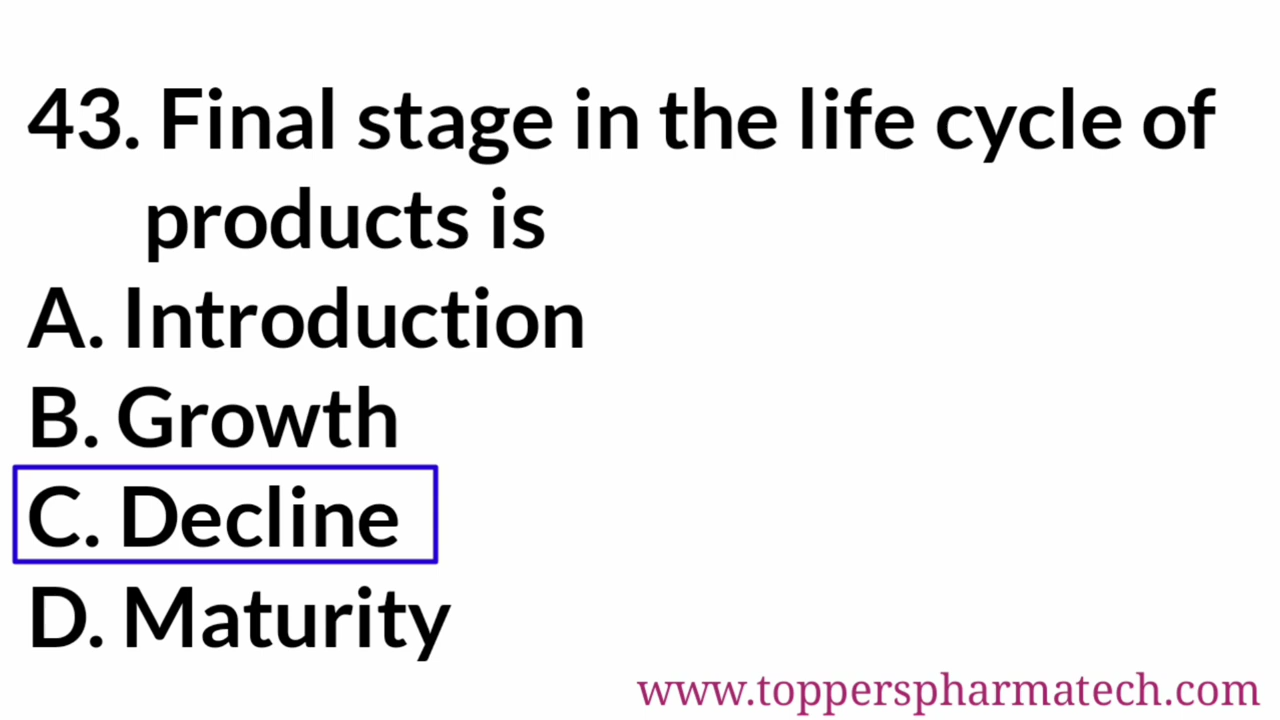 43. Final stage in the life cycle of
products is
A. Introduction
B. Growth
C. Decline
D. Maturity
www.topperspharmatech.com